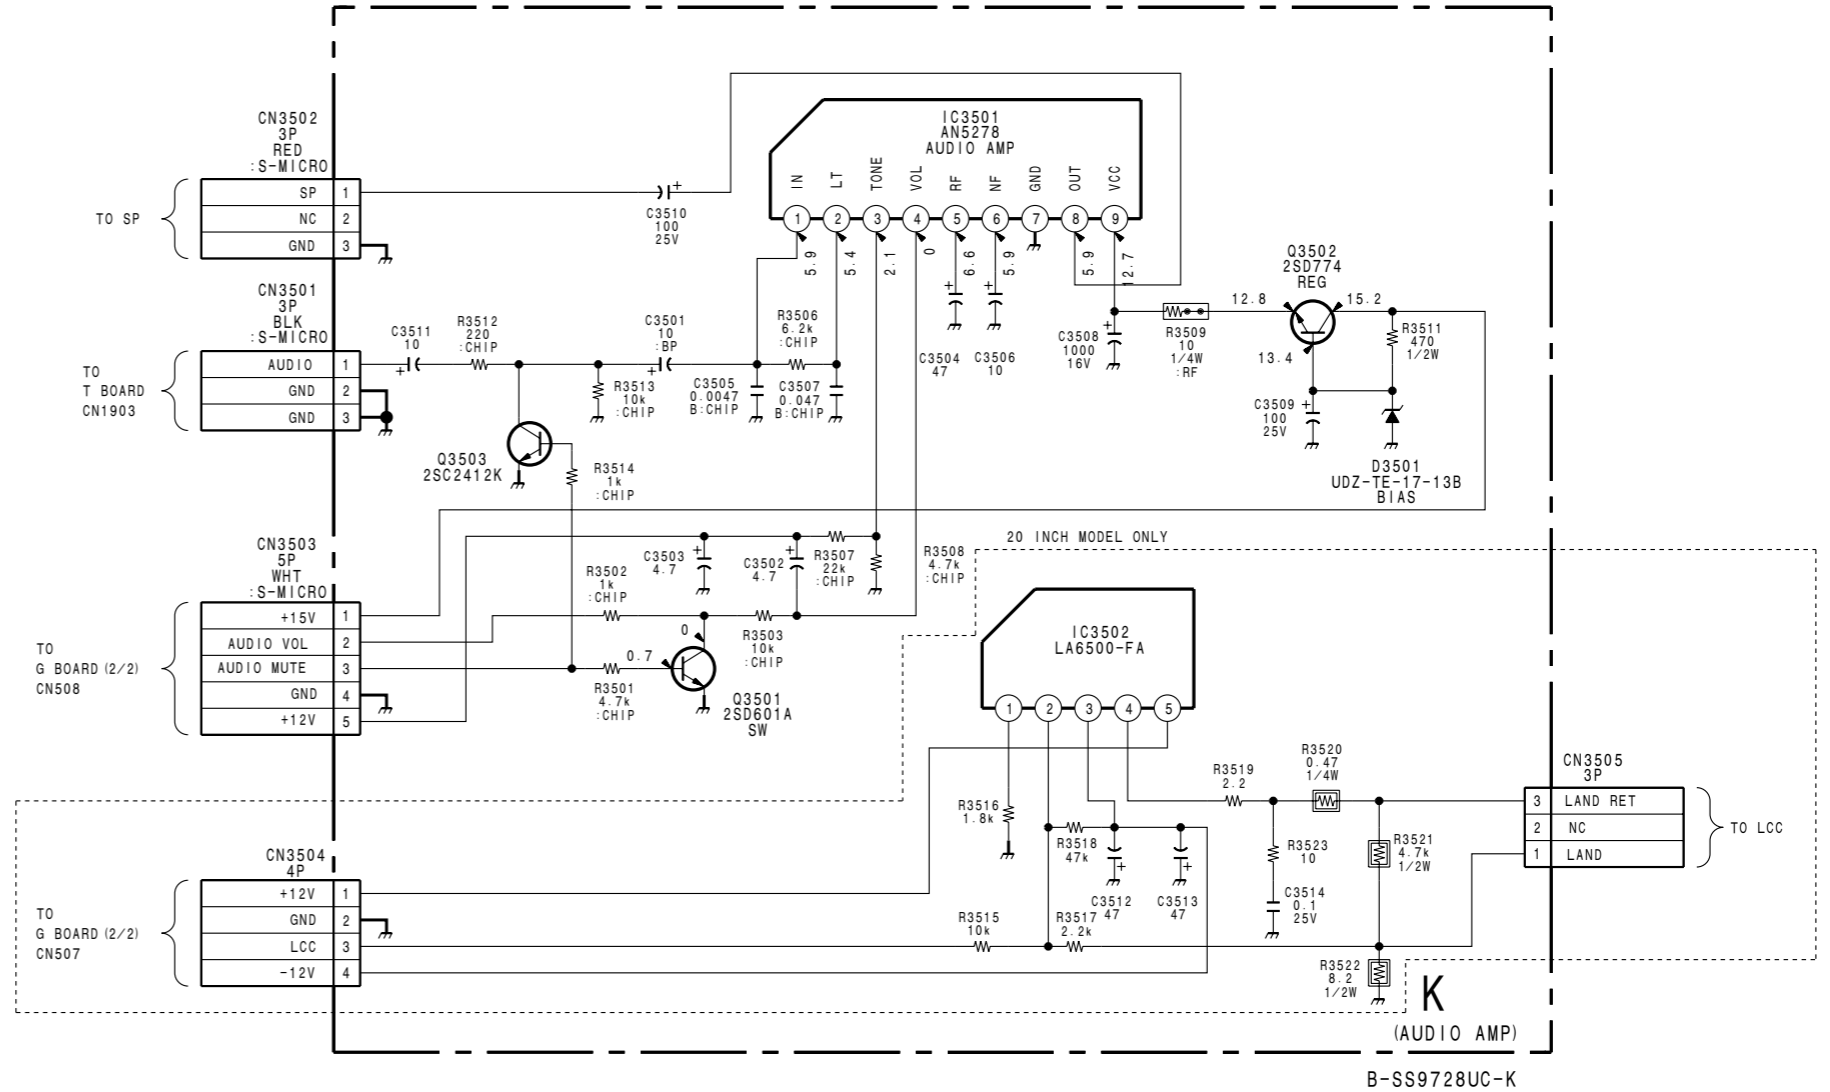 CN3502
3P
RED
:S-MICRO
SP 1
NC 2
GND 3
TO SP
CN3501
3P
BLK
:S-MICRO
AUDIO 1
GND 2
GND 3
TO
T BOARD
CN1903
CN3503
5P
WHT
:S-MICRO
+15V 1
AUDIO VOL 2
AUDIO MUTE 3
GND 4
+12V 5
TO
G BOARD(2/2)
CN508
CN3504
4P
+12V 1
GND 2
LCC 3
-12V 4
TO
G BOARD(2/2)
CN507
C3510
100
25V
IC3501
AN5278
AUDIO AMP
IN LT TONE VOL RF NF GND OUT VCC
1 2 3 4 5 6 7 8 9
5.9 5.4 2.1 0 6.6 5.9 5.9 12.7
C3511
10
R3512
220
:CHIP
C3501
10
:BP
R3506
6.2k
:CHIP
R3513
10k
:CHIP
C3505
0.0047
B:CHIP
C3507
0.047
B:CHIP
C3504
47
C3506
10
C3508
1000
16V
R3509
10
1/4W
:RF
Q3502
2SD774
REG
12.8
15.2
13.4
R3511
470
1/2W
C3509
100
25V
D3501
UDZ-TE-17-13B
BIAS
Q3503
2SC2412K
R3514
1k
:CHIP
C3503
4.7
C3502
4.7
R3507
22k
:CHIP
R3508
4.7k
:CHIP
R3502
1k
:CHIP
R3503
10k
:CHIP
R3501
4.7k
:CHIP
0
0.7
Q3501
2SD601A
SW
20 INCH MODEL ONLY
IC3502
LA6500-FA
1 2 3 4 5
R3516
1.8k
R3518
47k
C3512
47
C3513
47
R3515
10k
R3517
2.2k
R3519
2.2
R3520
0.47
1/4W
R3523
10
C3514
0.1
25V
R3521
4.7k
1/2W
R3522
8.2
1/2W
CN3505
3P
3 LAND RET
2 NC
1 LAND
TO LCC
K
(AUDIO AMP)
B-SS9728UC-K